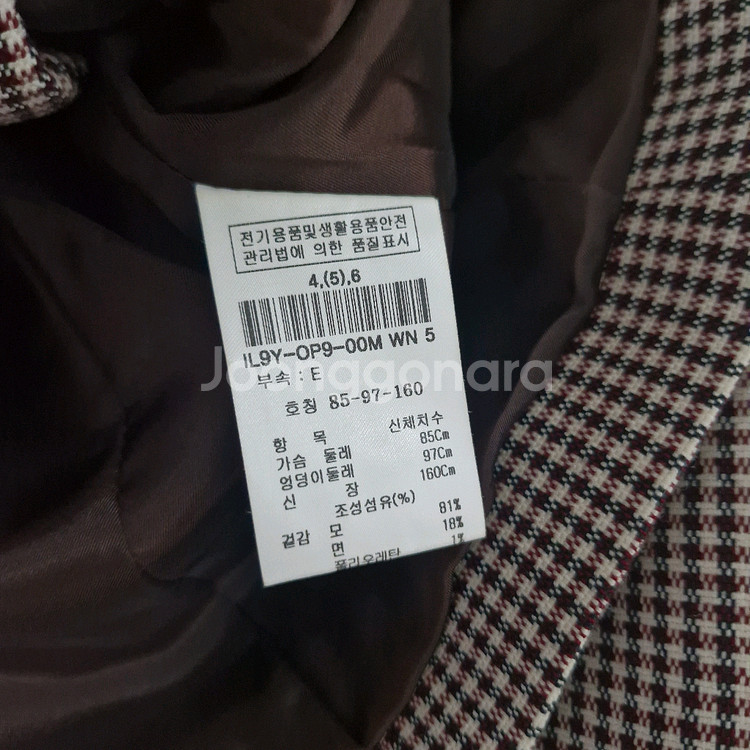 전기용품및생활용품안전
관리법에 의한 품질표시
4,(5),6
IL9Y-OP9-00M WN 5
부속 : E
호칭 85-97-160
항 목 신체치수
가슴 둘레 85Cm
엉덩이둘레 97Cm
신 장 160Cm
조성섬유(%)
겉감 모 81%
면 18%
폴리우레탄 1%
Joonggonara